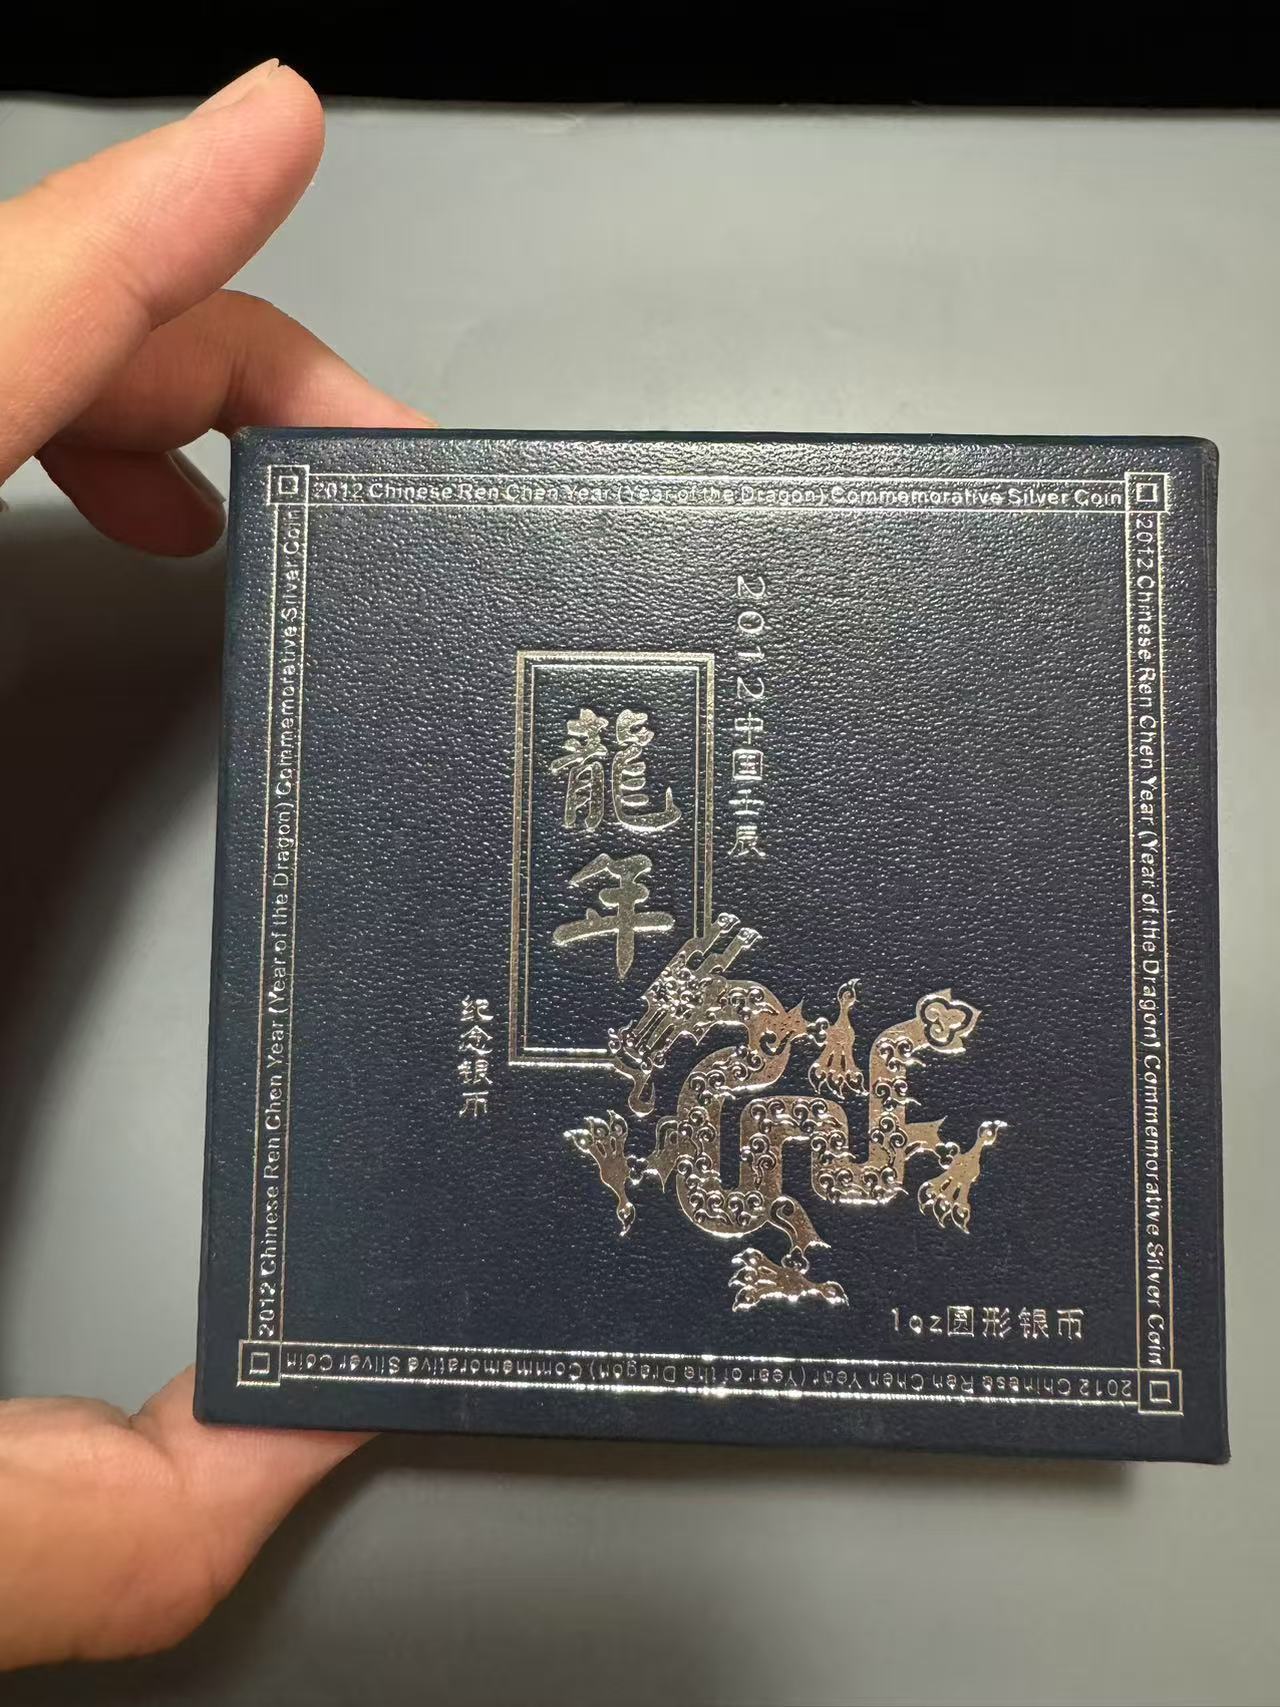 2012 Chinese Ren Chen Year (Year of the Dragon) Commemorative Silver Coin
2012 Chinese Ren Chen Year (Year of the Dragon) Commemorative Silver Coin
2012 Chinese Ren Chen Year (Year of the Dragon) Commemorative Silver Coin
2012 Chinese Ren Chen Year (Year of the Dragon) Commemorative Silver Coin
2012中国壬辰
龍年
纪念银币
1oz圆形银币